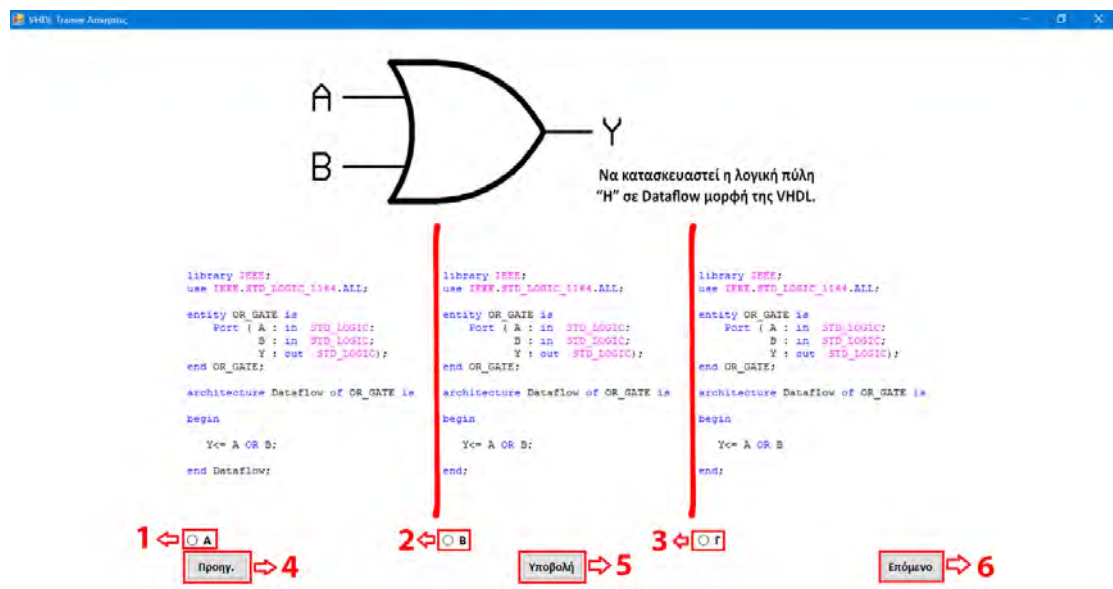 VHDL Trainer Ασκήσεις
A
B
Y
Να κατασκευαστεί η λογική πύλη
“Η” σε Dataflow μορφή της VHDL.
library IEEE;
use IEEE.STD_LOGIC_1164.ALL;
entity OR_GATE is
Port ( A : in STD_LOGIC;
B : in STD_LOGIC;
Y : out STD_LOGIC);
end OR_GATE;
architecture Dataflow of OR_GATE is
begin
Y<= A OR B;
end Dataflow;
library IEEE;
use IEEE.STD_LOGIC_1164.ALL;
entity OR_GATE is
Port ( A : in STD_LOGIC;
B : in STD_LOGIC;
Y : out STD_LOGIC);
end OR_GATE;
architecture Dataflow of OR_GATE is
begin
Y<= A OR B;
end;
library IEEE;
use IEEE.STD_LOGIC_1164.ALL;
entity OR_GATE is
Port ( A : in STD_LOGIC;
B : in STD_LOGIC;
Y : out STD_LOGIC);
end OR_GATE;
architecture Dataflow of OR_GATE is
begin
Y<= A OR B
end;
1 Α
2 Β
3 Γ
Προηγ. 4
Υποβολή 5
Επόμενο 6